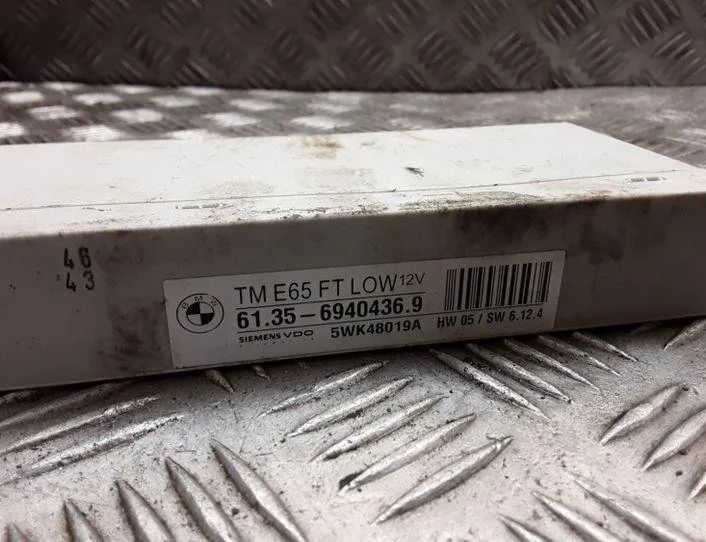 46
43
BMW
TM E65 FT LOW 12V
61.35-6940436.9
SIEMENS VDO 5WK48019A
HW 05 / SW 6.12.4